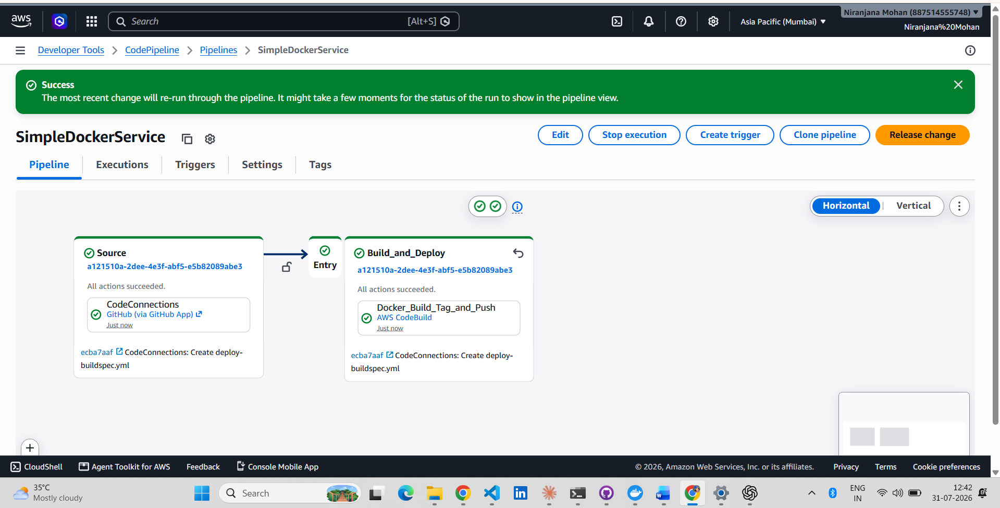 aws
Search
[Alt+S]
Asia Pacific (Mumbai)
Niranjana Mohan (887514555748)
Niranjana%20Mohan
Developer Tools
CodePipeline
Pipelines
SimpleDockerService
Success
The most recent change will re-run through the pipeline. It might take a few moments for the status of the run to show in the pipeline view.
SimpleDockerService
Edit
Stop execution
Create trigger
Clone pipeline
Release change
Pipeline
Executions
Triggers
Settings
Tags
Horizontal
Vertical
Source
a121510a-2dee-4e3f-abf5-e5b82089abe3
All actions succeeded.
CodeConnections
GitHub (via GitHub App)
Just now
ecba7aaf CodeConnections: Create deploy-
buildspec.yml
Entry
Build_and_Deploy
a121510a-2dee-4e3f-abf5-e5b82089abe3
All actions succeeded.
Docker_Build_Tag_and_Push
AWS CodeBuild
Just now
ecba7aaf CodeConnections: Create deploy-
buildspec.yml
CloudShell
Agent Toolkit for AWS
Feedback
Console Mobile App
© 2026, Amazon Web Services, Inc. or its affiliates.
Privacy
Terms
Cookie preferences
35°C
Mostly cloudy
Search
ENG
IN
12:42
31-07-2026